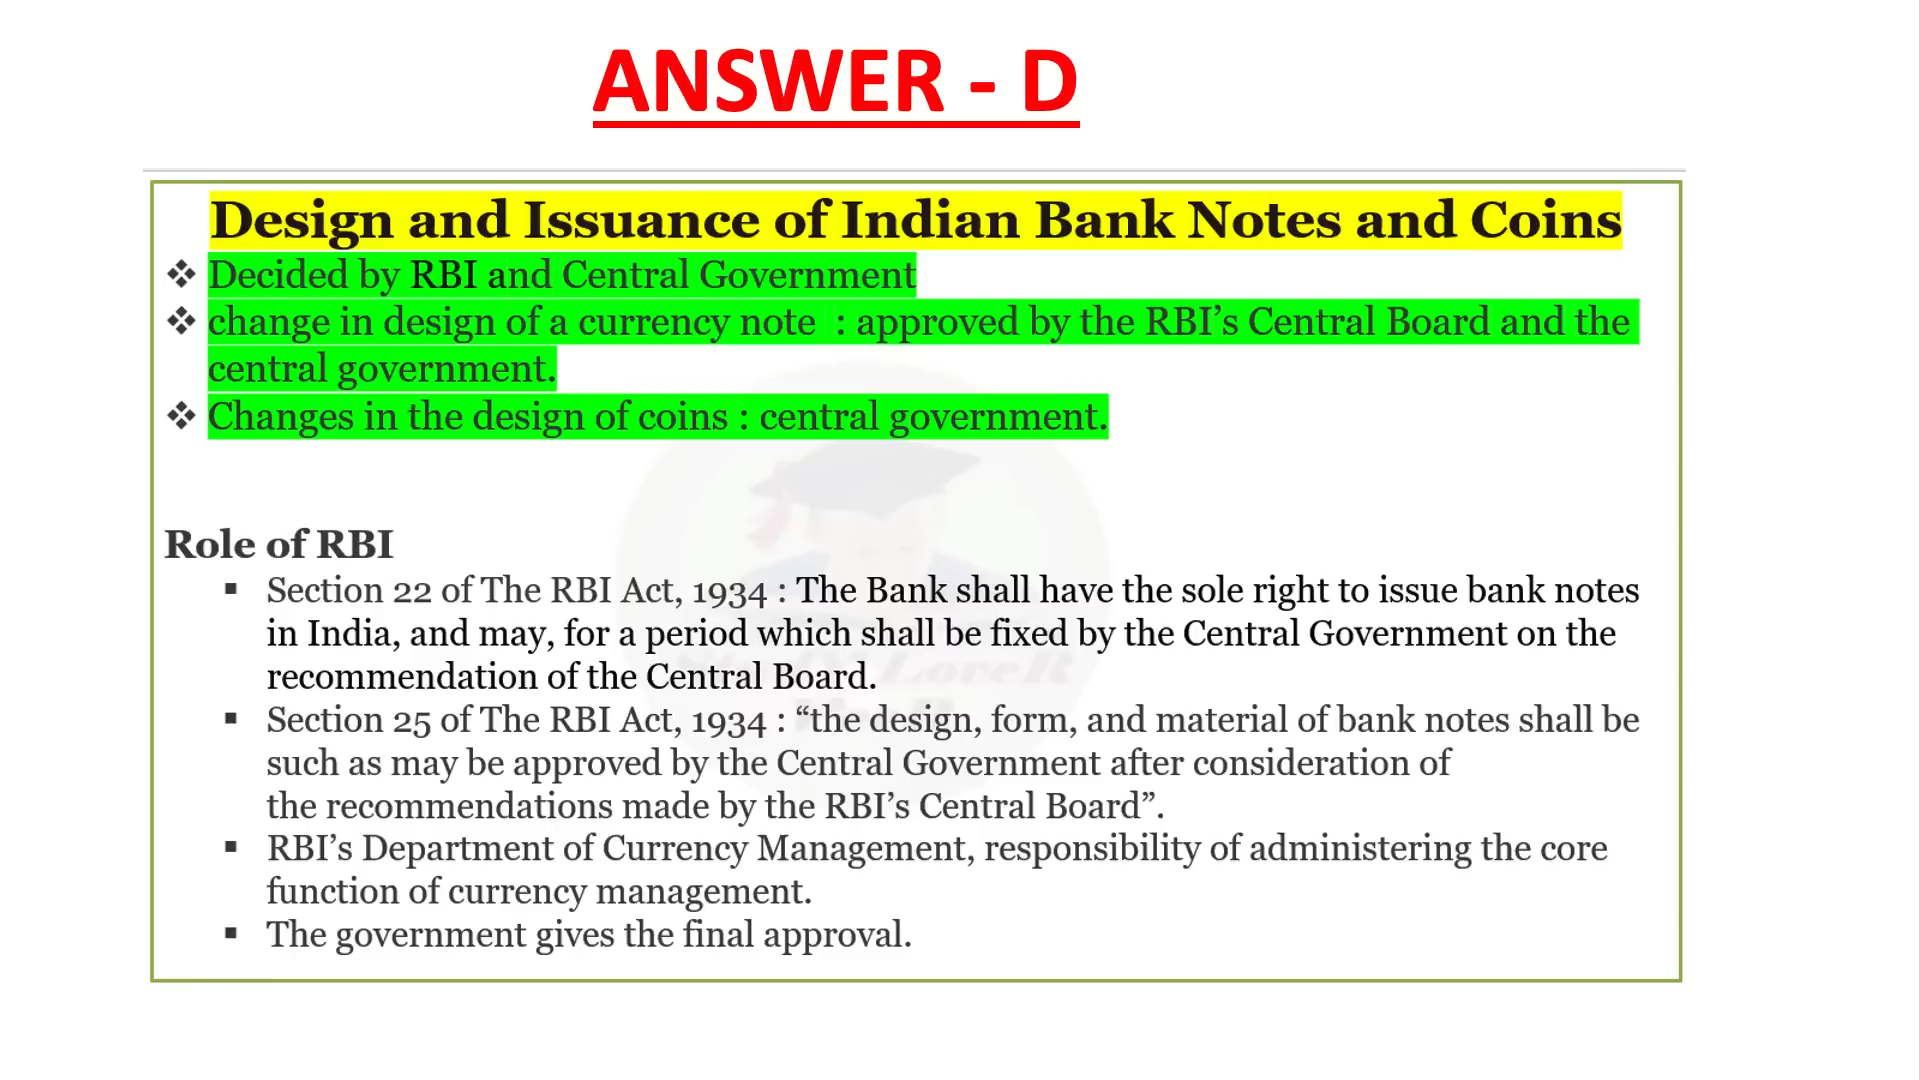 ANSWER - D
Design and Issuance of Indian Bank Notes and Coins
❖ Decided by RBI and Central Government
❖ change in design of a currency note : approved by the RBI’s Central Board and the
central government.
❖ Changes in the design of coins : central government.
Role of RBI
▪ Section 22 of The RBI Act, 1934 : The Bank shall have the sole right to issue bank notes
in India, and may, for a period which shall be fixed by the Central Government on the
recommendation of the Central Board.
▪ Section 25 of The RBI Act, 1934 : “the design, form, and material of bank notes shall be
such as may be approved by the Central Government after consideration of
the recommendations made by the RBI’s Central Board”.
▪ RBI’s Department of Currency Management, responsibility of administering the core
function of currency management.
▪ The government gives the final approval.